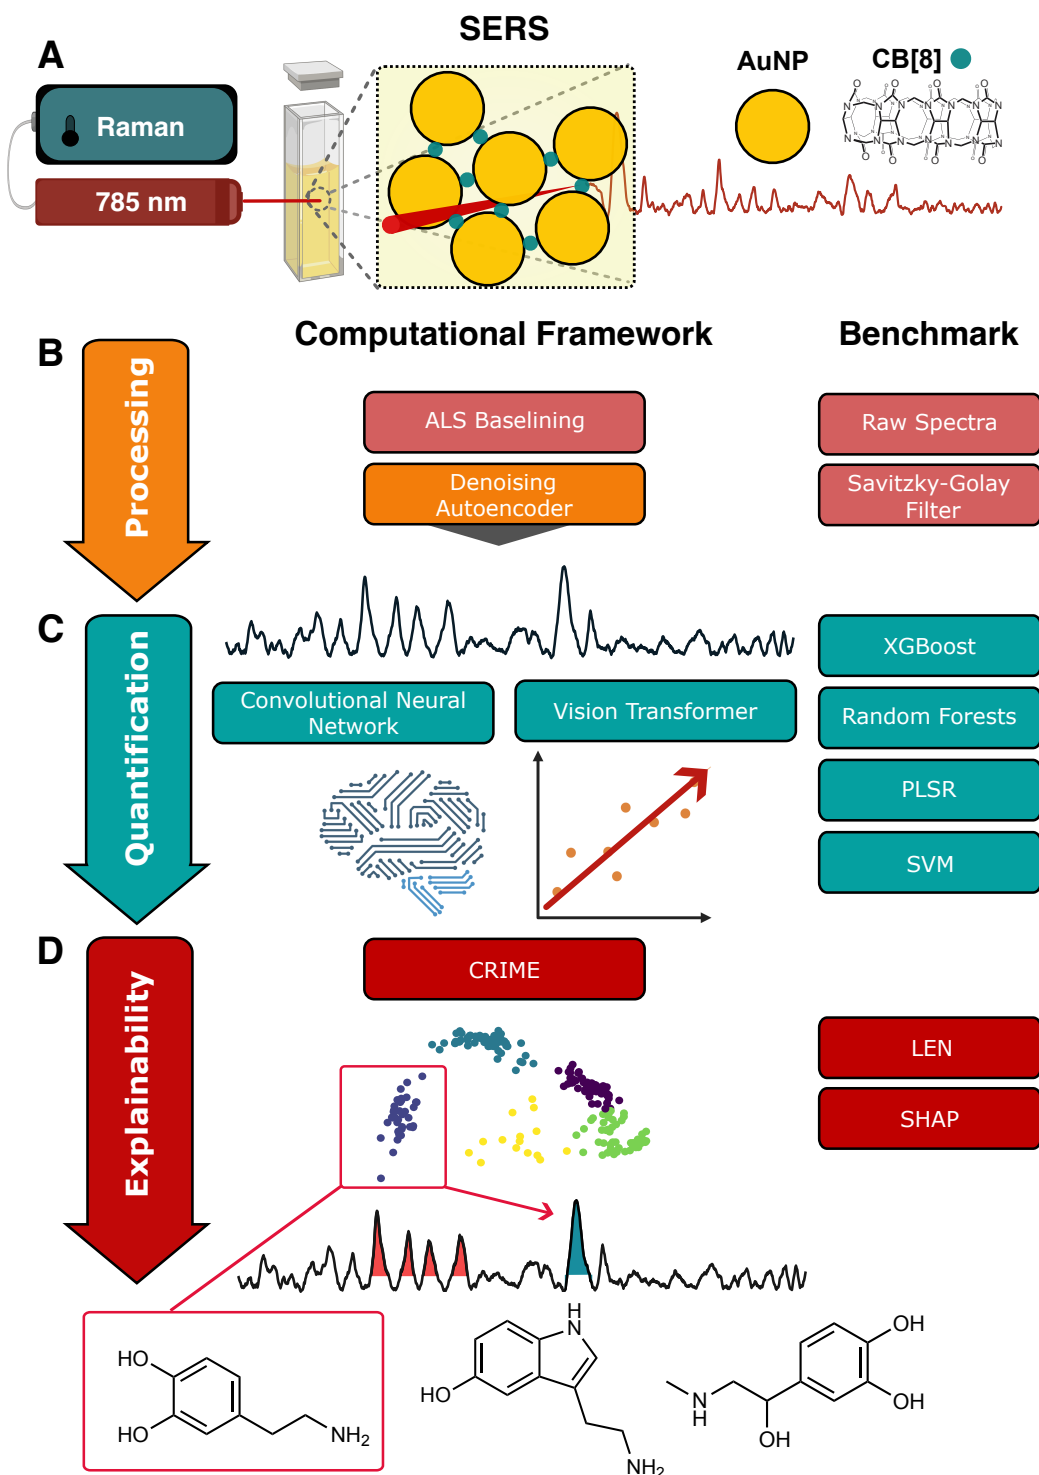 SERS
A
AuNP
CB[8]
Raman
785 nm
Computational Framework
Benchmark
B
Processing
ALS Baselining
Raw Spectra
Denoising
Autoencoder
Savitzky-Golay
Filter
C
Quantification
XGBoost
Convolutional Neural
Network
Vision Transformer
Random Forests
PLSR
SVM
D
Explainability
CRIME
LEN
SHAP
HO
HO
NH2
H
N
HO
NH2
N
H
OH
OH
OH